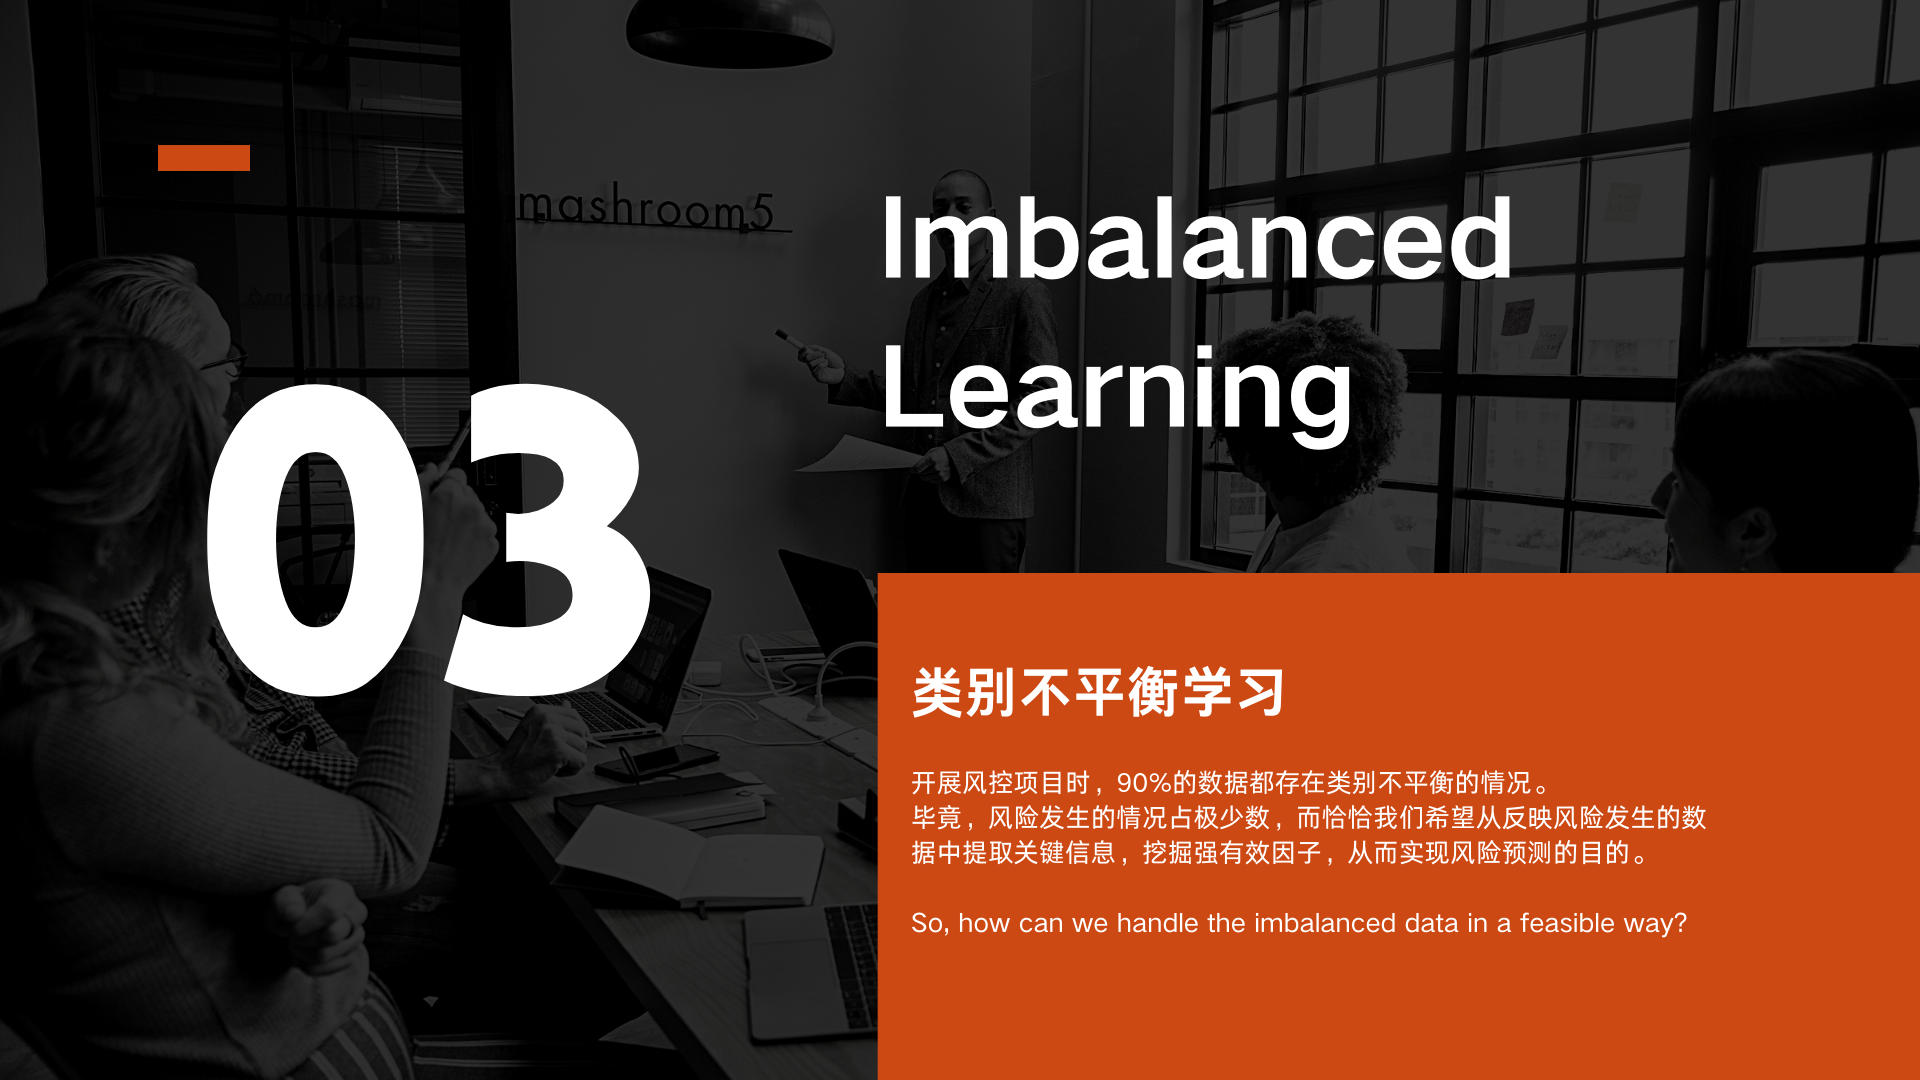 mashroom5
Imbalanced
Learning
03
类别不平衡学习
开展风控项目时，90%的数据都存在类别不平衡的情况。
毕竟，风险发生的情况占极少数，而恰恰我们希望从反映风险发生的数
据中提取关键信息，挖掘强有效因子，从而实现风险预测的目的。
So, how can we handle the imbalanced data in a feasible way?